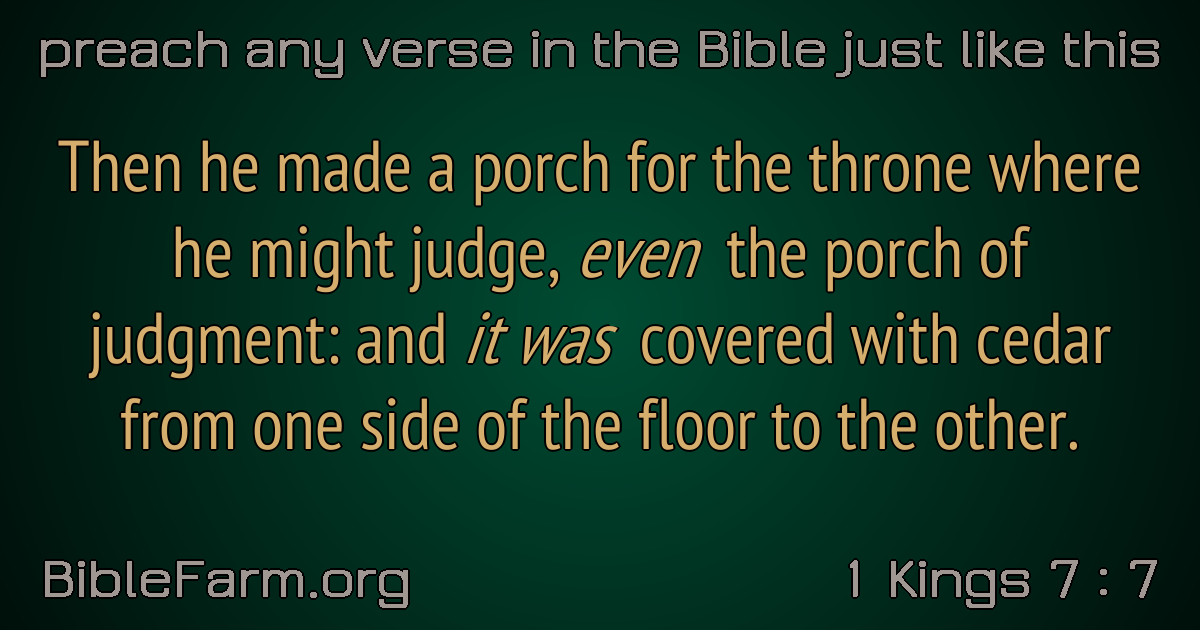 preach any verse in the Bible just like this
Then he made a porch for the throne where
he might judge, even the porch of
judgment: and it was covered with cedar
from one side of the floor to the other.
BibleFarm.org
1 Kings 7 : 7